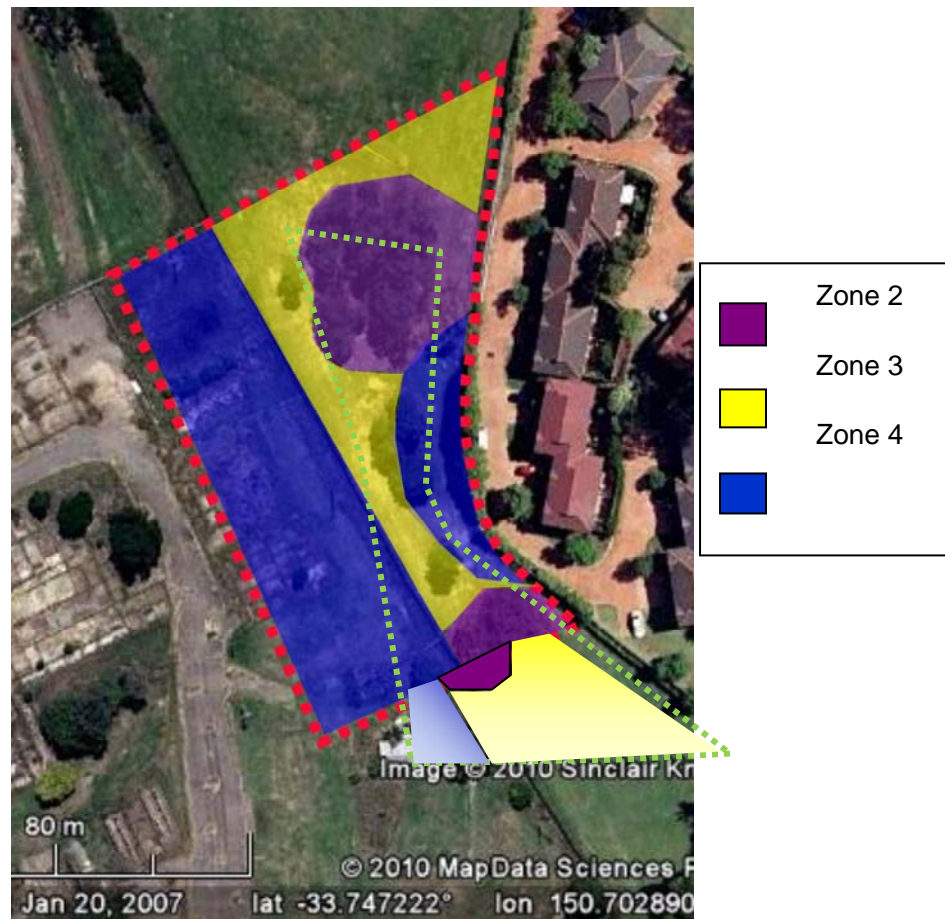 Zone 2
Zone 3
Zone 4
Image © 2010 Sinclair Kr
80 m
© 2010 MapData Sciences P
Jan 20, 2007 lat -33.747222° lon 150.702890